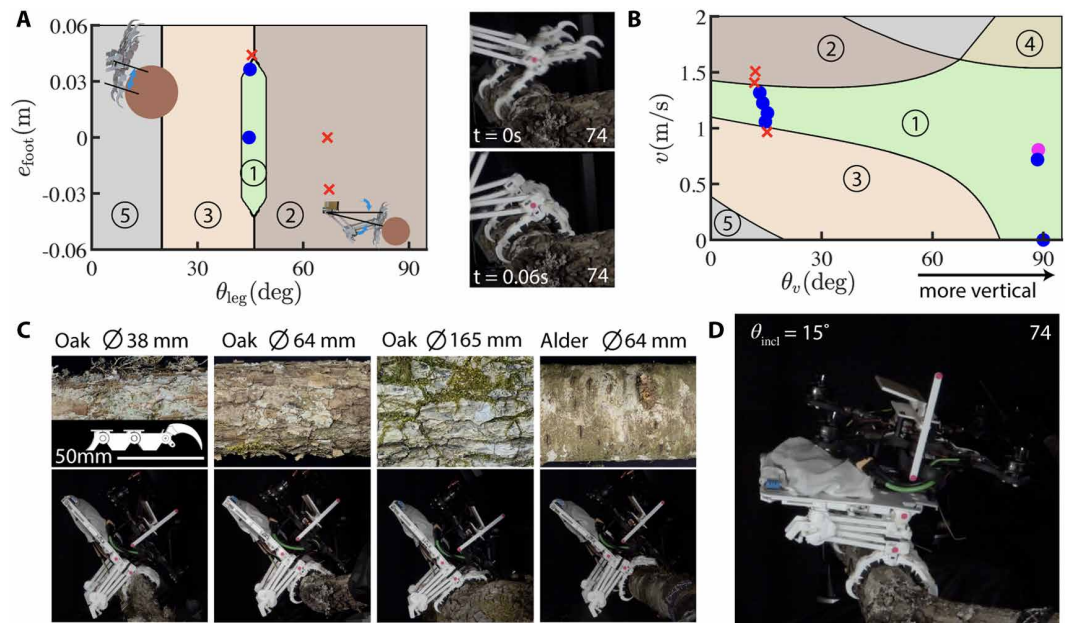 A
0.06
0.03
0
-0.03
-0.06
e_foot(m)
5
3
1
2
0
30
60
90
θ_leg(deg)
t = 0s
74
t = 0.06s
74
B
2
1.5
1
0.5
0
v(m/s)
2
4
1
3
5
0
30
60
90
θ_v(deg)
more vertical
C
Oak Ø 38 mm
Oak Ø 64 mm
Oak Ø 165 mm
Alder Ø 64 mm
50mm
D
θ_incl = 15°
74